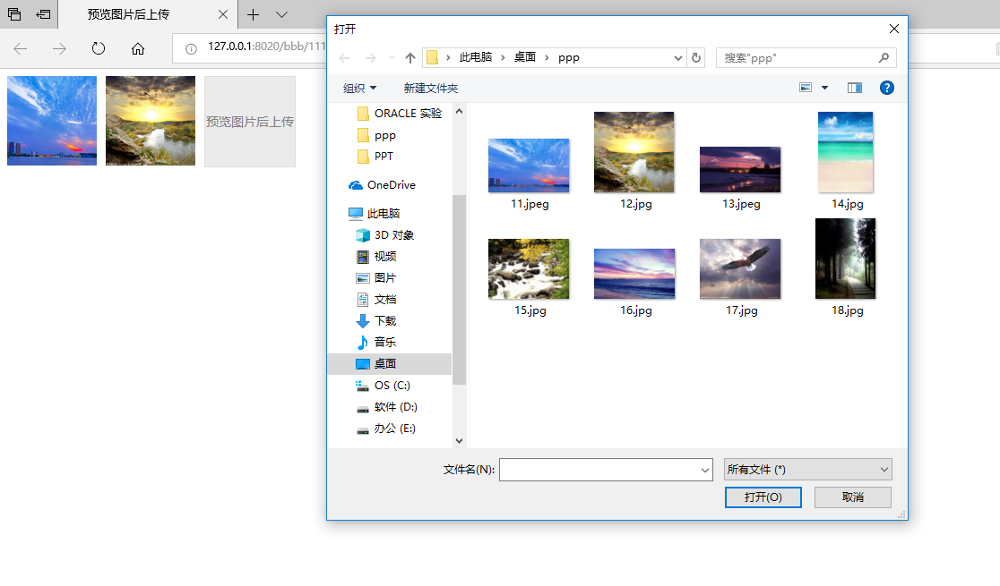 预览图片后上传
127.0.0.1:8020/bbb/111
预览图片后上传
打开
此电脑
桌面
ppp
搜索"ppp"
组织
新建文件夹
ORACLE 实验
ppp
PPT
OneDrive
此电脑
3D 对象
视频
图片
文档
下载
音乐
桌面
OS (C:)
软件 (D:)
办公 (E:)
11.jpeg
12.jpg
13.jpeg
14.jpg
15.jpg
16.jpg
17.jpg
18.jpg
文件名(N):
所有文件 (*)
打开(O)
取消